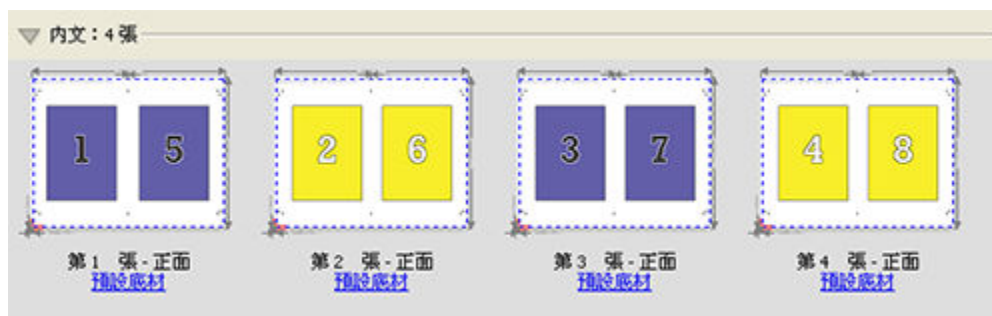 內文：4 張
1 5 2 6 3 7 4 8
第 1 張 - 正面 第 2 張 - 正面 第 3 張 - 正面 第 4 張 - 正面
預設底材 預設底材 預設底材 預設底材